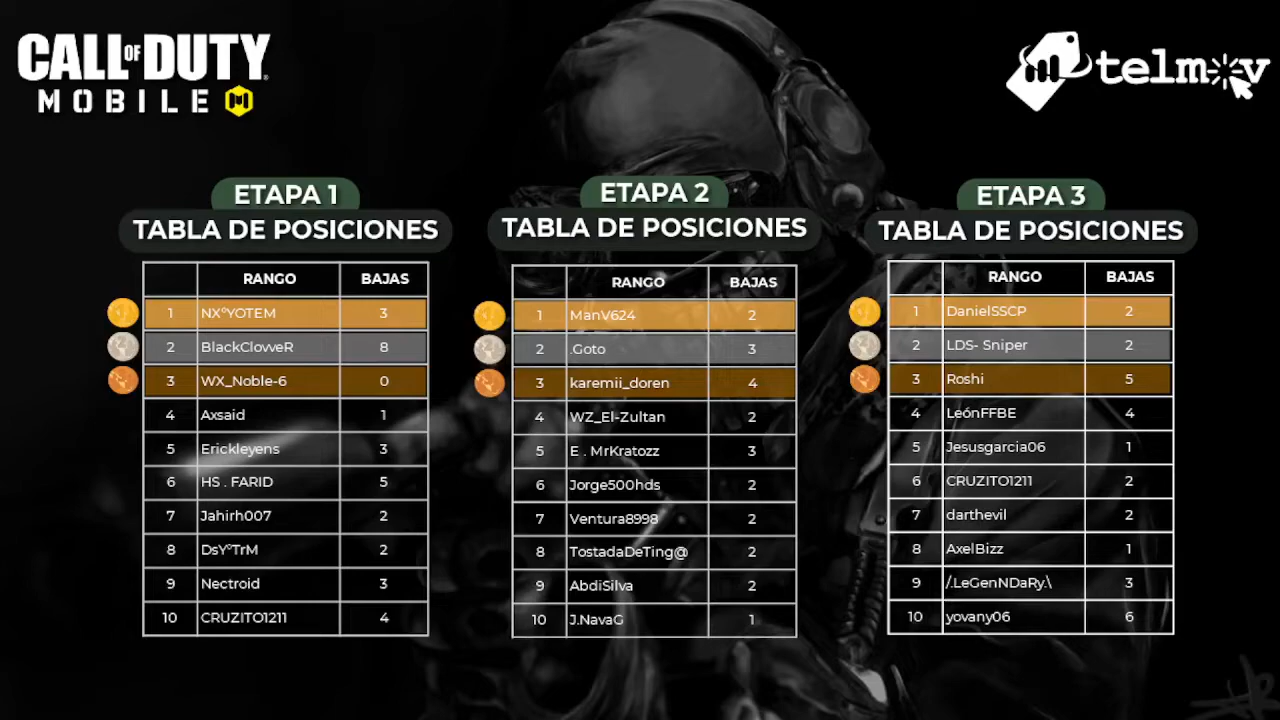 CALL OF DUTY
MOBILE
telmov
ETAPA 1
TABLA DE POSICIONES
RANGO BAJAS
1 NX°YOTEM 3
2 BlackClovveR 8
3 WX_Noble-6 0
4 Axsaid 1
5 Erickleyens 3
6 HS . FARID 5
7 Jahirh007 2
8 DsY°TrM 2
9 Nectroid 3
10 CRUZITO1211 4
ETAPA 2
TABLA DE POSICIONES
RANGO BAJAS
1 ManV624 2
2 .Goto 3
3 karemii_doren 4
4 WZ_El-Zultan 2
5 E . MrKratozz 3
6 Jorge500hds 2
7 Ventura8998 2
8 TostadaDeTing@ 2
9 AbdiSilva 2
10 J.NavaG 1
ETAPA 3
TABLA DE POSICIONES
RANGO BAJAS
1 DanielSSCP 2
2 LDS- Sniper 2
3 Roshi 5
4 LeónFFBE 4
5 Jesusgarcia06 1
6 CRUZITO1211 2
7 darthevil 2
8 AxelBizz 1
9 /.LeGenNDaRy.\ 3
10 yovany06 6